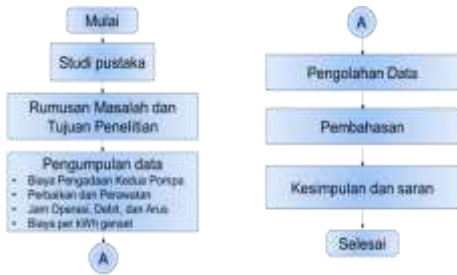 Mulai
Studi pustaka
Rumusan Masalah dan
Tujuan Penelitian
Pengumpulan data
• Biaya Pengadaan Kedua Pompa
• Perbaikan dan Perawatan
• Jam Operasi, Debit, dan Arus
• Biaya per KWh genset
A
A
Pengolahan Data
Pembahasan
Kesimpulan dan saran
Selesai